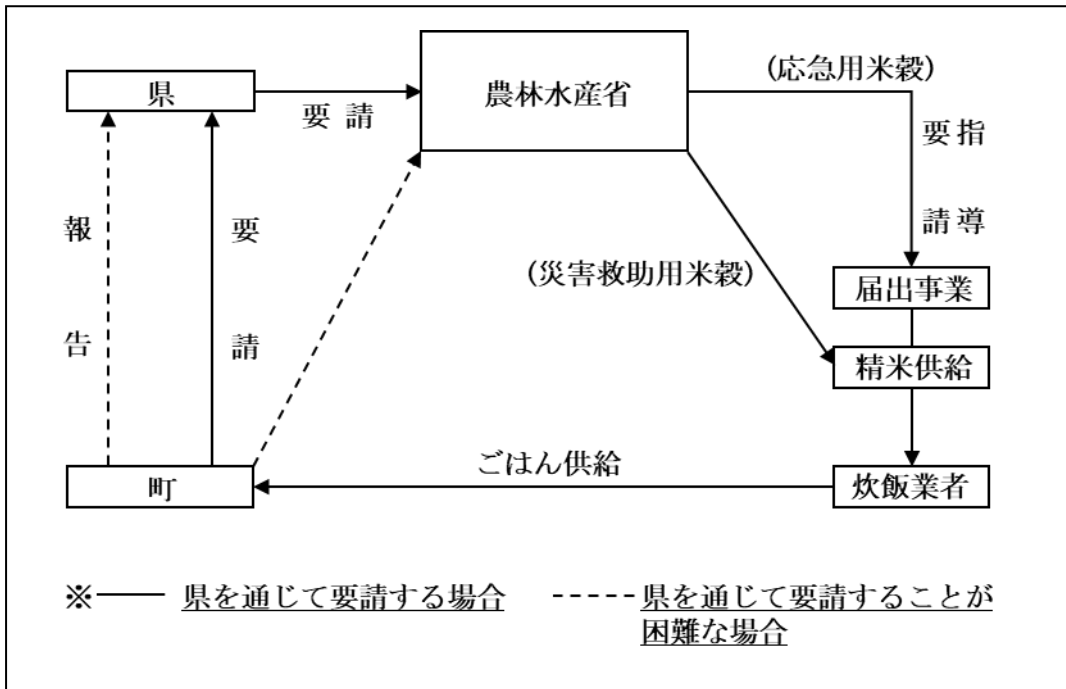 農林水産省
(応急用米穀)
県
要 請
要 指
請 導
報
告
要
請
(災害救助用米穀)
届出事業
精米供給
ごはん供給
町
炊飯業者
※―― 県を通じて要請する場合 -----県を通じて要請することが
困難な場合